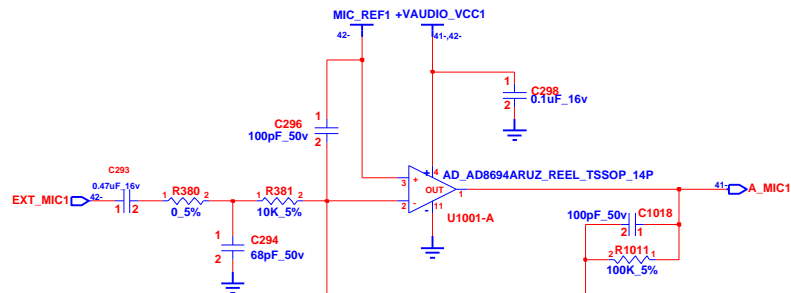 MIC_REF1 +VAUDIO_VCC1
42- 41-,42-
1 C298
2 0.1uF_16v
C296 1
100pF_50v 2
C293
0.47uF_16v
EXT_MIC1 42- 1 2
1 R380 2
0_5%
1 R381 2
10K_5%
3 + 4 + AD_AD8694ARUZ_REEL_TSSOP_14P
OUT 1
2 - 11 -
U1001-A
41- A_MIC1
1 C294
2 68pF_50v
100pF_50v C1018
2 1
2 R1011 1
100K_5%